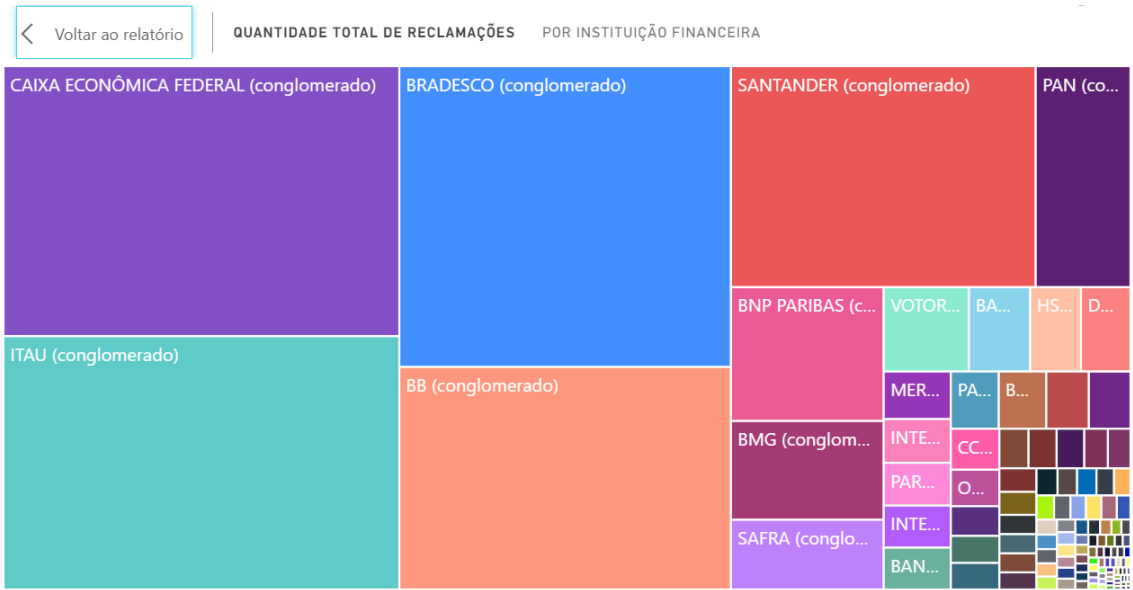 Voltar ao relatório
QUANTIDADE TOTAL DE RECLAMAÇÕES POR INSTITUIÇÃO FINANCEIRA
CAIXA ECONÔMICA FEDERAL (conglomerado)
BRADESCO (conglomerado)
SANTANDER (conglomerado)
PAN (co...
BNP PARIBAS (c...
VOTOR...
BA...
HS...
D...
ITAU (conglomerado)
BB (conglomerado)
MER...
PA...
B...
BMG (conglom...
INTE...
CC...
PAR...
O...
SAFRA (conglo...
INTE...
BAN...